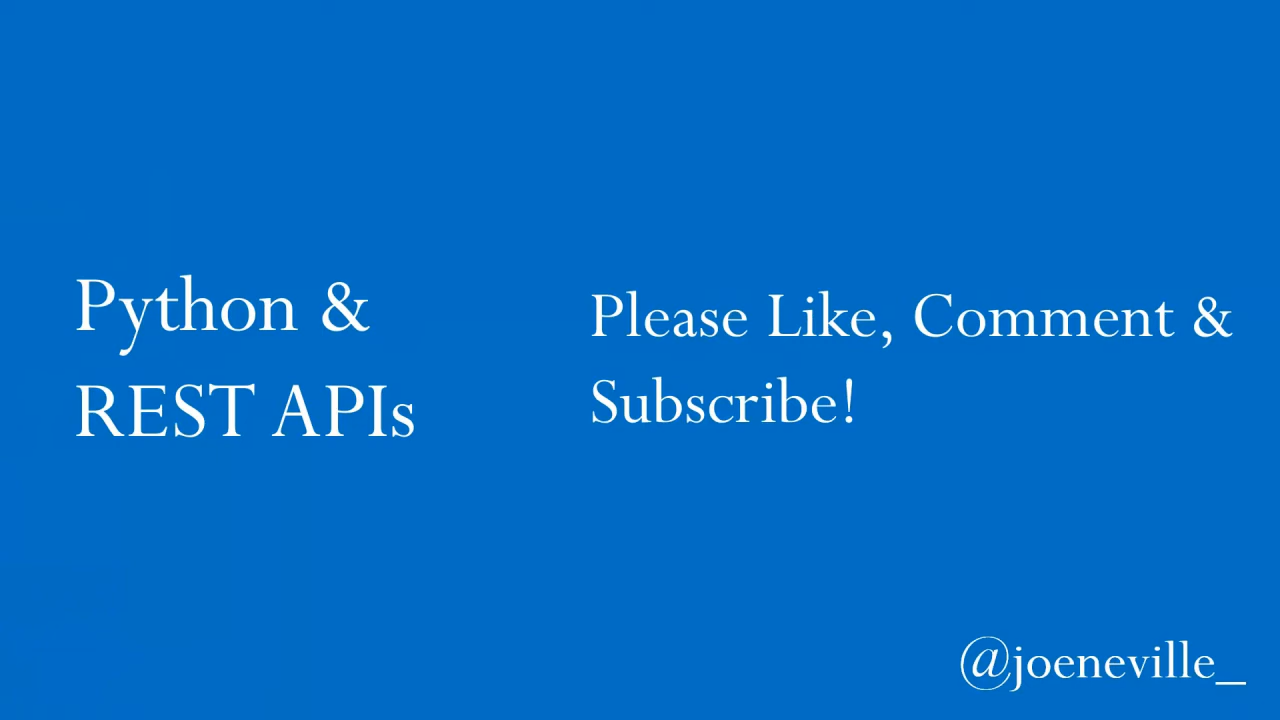 Python &
REST APIs
Please Like, Comment &
Subscribe!
@joeneville_